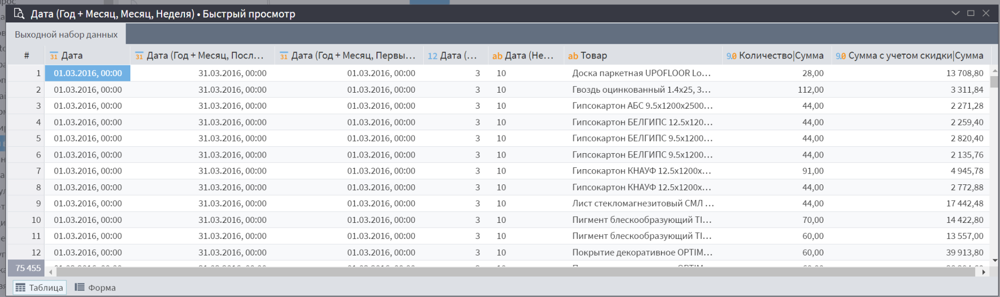 Дата (Год + Месяц, Месяц, Неделя) • Быстрый просмотр
Выходной набор данных
# 31 Дата 31 Дата (Год + Месяц, Посл... 31 Дата (Год + Месяц, Первы... 12 Дата (... ab Дата (Не... ab Товар 9.0 Количество|Сумма 9.0 Сумма с учетом скидки|Сумма
1 01.03.2016, 00:00 31.03.2016, 00:00 01.03.2016, 00:00 3 10 Доска паркетная UPOFLOOR Lo... 28,00 13 708,80
2 01.03.2016, 00:00 31.03.2016, 00:00 01.03.2016, 00:00 3 10 Гвоздь оцинкованный 1.4x25, 3... 112,00 3 311,84
3 01.03.2016, 00:00 31.03.2016, 00:00 01.03.2016, 00:00 3 10 Гипсокартон АБС 9.5x1200x2500... 44,00 2 271,28
4 01.03.2016, 00:00 31.03.2016, 00:00 01.03.2016, 00:00 3 10 Гипсокартон БЕЛГИПС 12.5x120... 44,00 2 259,40
5 01.03.2016, 00:00 31.03.2016, 00:00 01.03.2016, 00:00 3 10 Гипсокартон БЕЛГИПС 9.5x1200... 44,00 2 820,40
6 01.03.2016, 00:00 31.03.2016, 00:00 01.03.2016, 00:00 3 10 Гипсокартон БЕЛГИПС 9.5x1200... 44,00 2 135,76
7 01.03.2016, 00:00 31.03.2016, 00:00 01.03.2016, 00:00 3 10 Гипсокартон КНАУФ 12.5x1200x... 91,00 4 945,78
8 01.03.2016, 00:00 31.03.2016, 00:00 01.03.2016, 00:00 3 10 Гипсокартон КНАУФ 12.5x1200x... 44,00 2 772,88
9 01.03.2016, 00:00 31.03.2016, 00:00 01.03.2016, 00:00 3 10 Лист стекломагнезитовый СМЛ ... 44,00 17 442,48
10 01.03.2016, 00:00 31.03.2016, 00:00 01.03.2016, 00:00 3 10 Пигмент блескообразующий TI... 70,00 14 422,80
11 01.03.2016, 00:00 31.03.2016, 00:00 01.03.2016, 00:00 3 10 Пигмент блескообразующий TI... 60,00 13 557,00
12 01.03.2016, 00:00 31.03.2016, 00:00 01.03.2016, 00:00 3 10 Покрытие декоративное OPTIM... 60,00 39 913,80
75 455
Таблица Форма